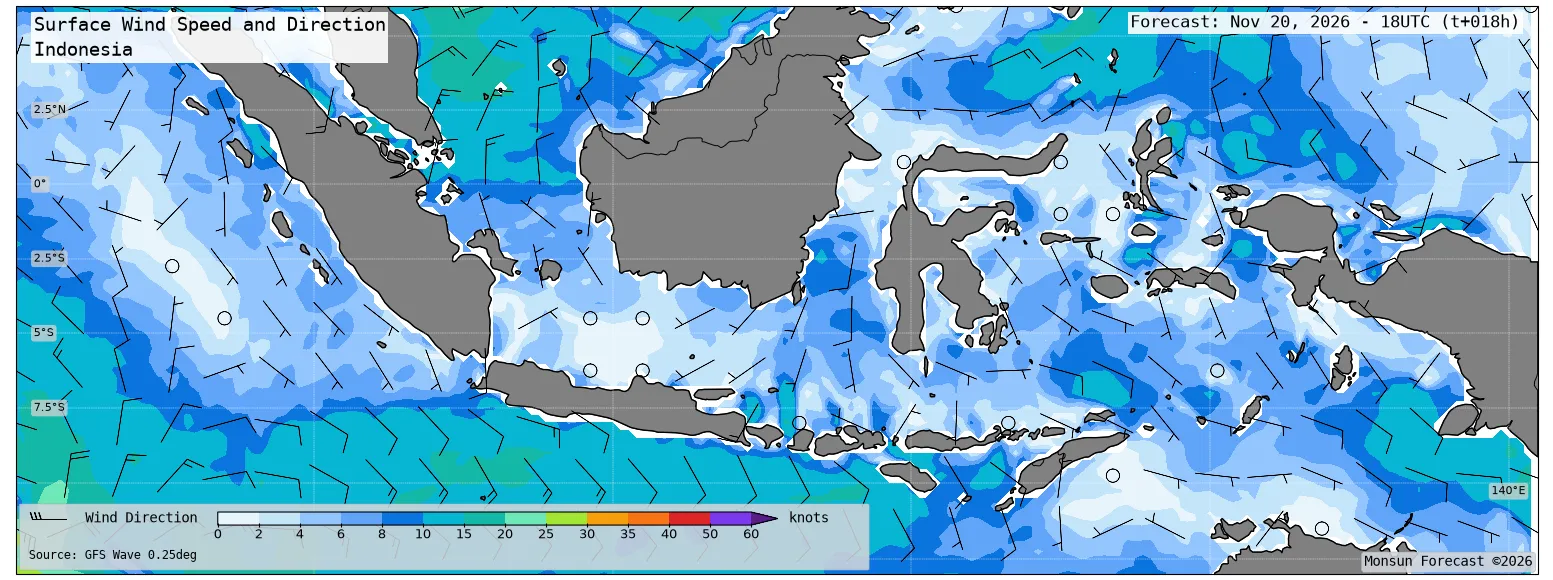 Surface Wind Speed and Direction
Indonesia
Forecast: Nov 20, 2026 - 18UTC (t+018h)
2.5°N
0°
2.5°S
5°S
7.5°S
140°E
Wind Direction
knots
0 2 4 6 8 10 15 20 25 30 35 40 50 60
Source: GFS Wave 0.25deg
Monsun Forecast ©2026